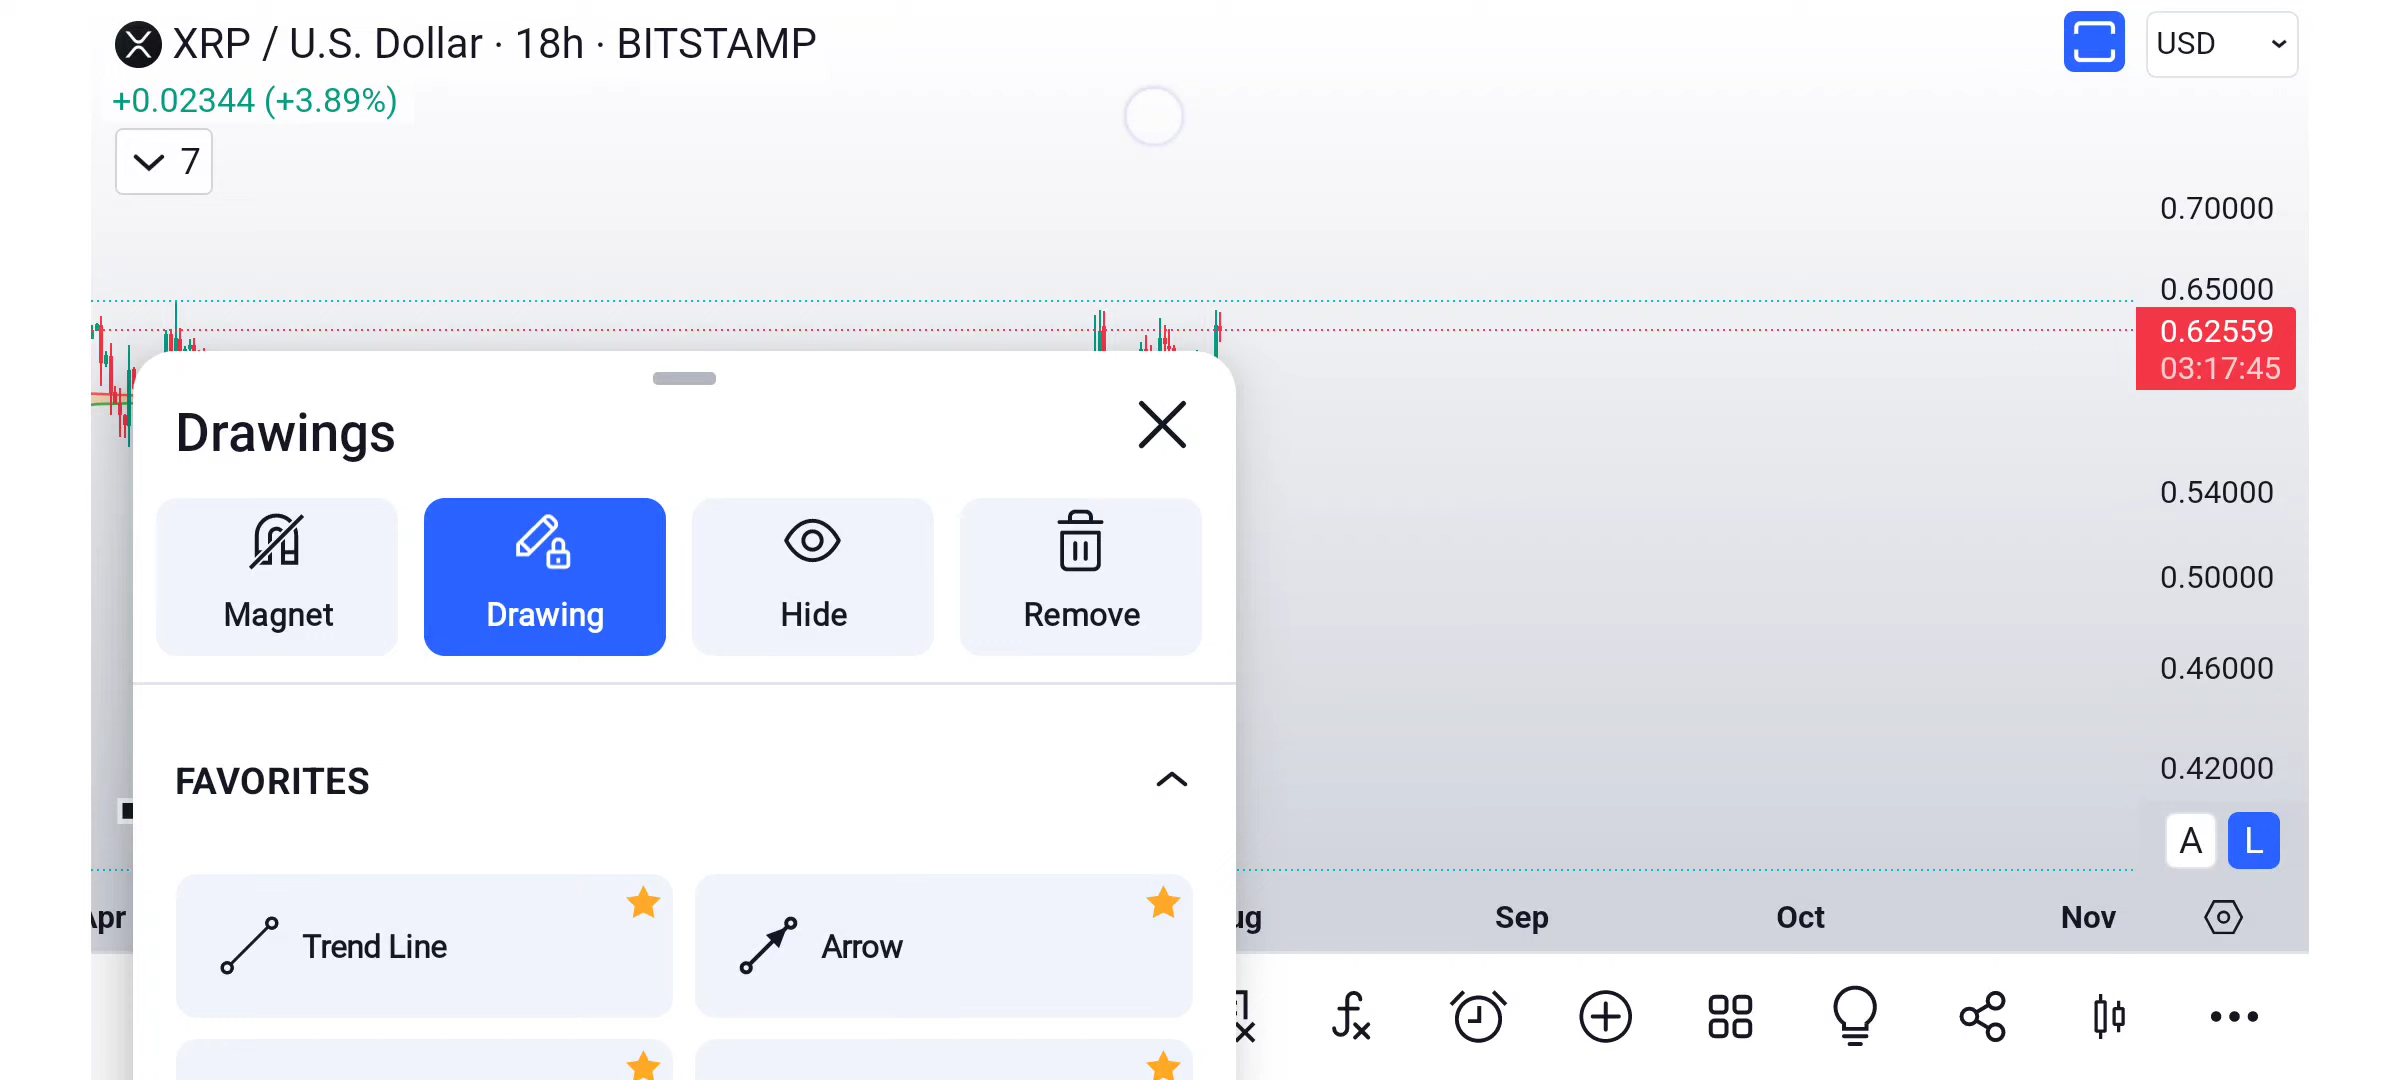 XRP / U.S. Dollar · 18h · BITSTAMP
USD
+0.02344 (+3.89%)
7
0.70000
0.65000
0.62559
03:17:45
Drawings
0.54000
Magnet
Drawing
Hide
Remove
0.50000
0.46000
FAVORITES
0.42000
A
L
Apr
ug
Sep
Oct
Nov
Trend Line
Arrow